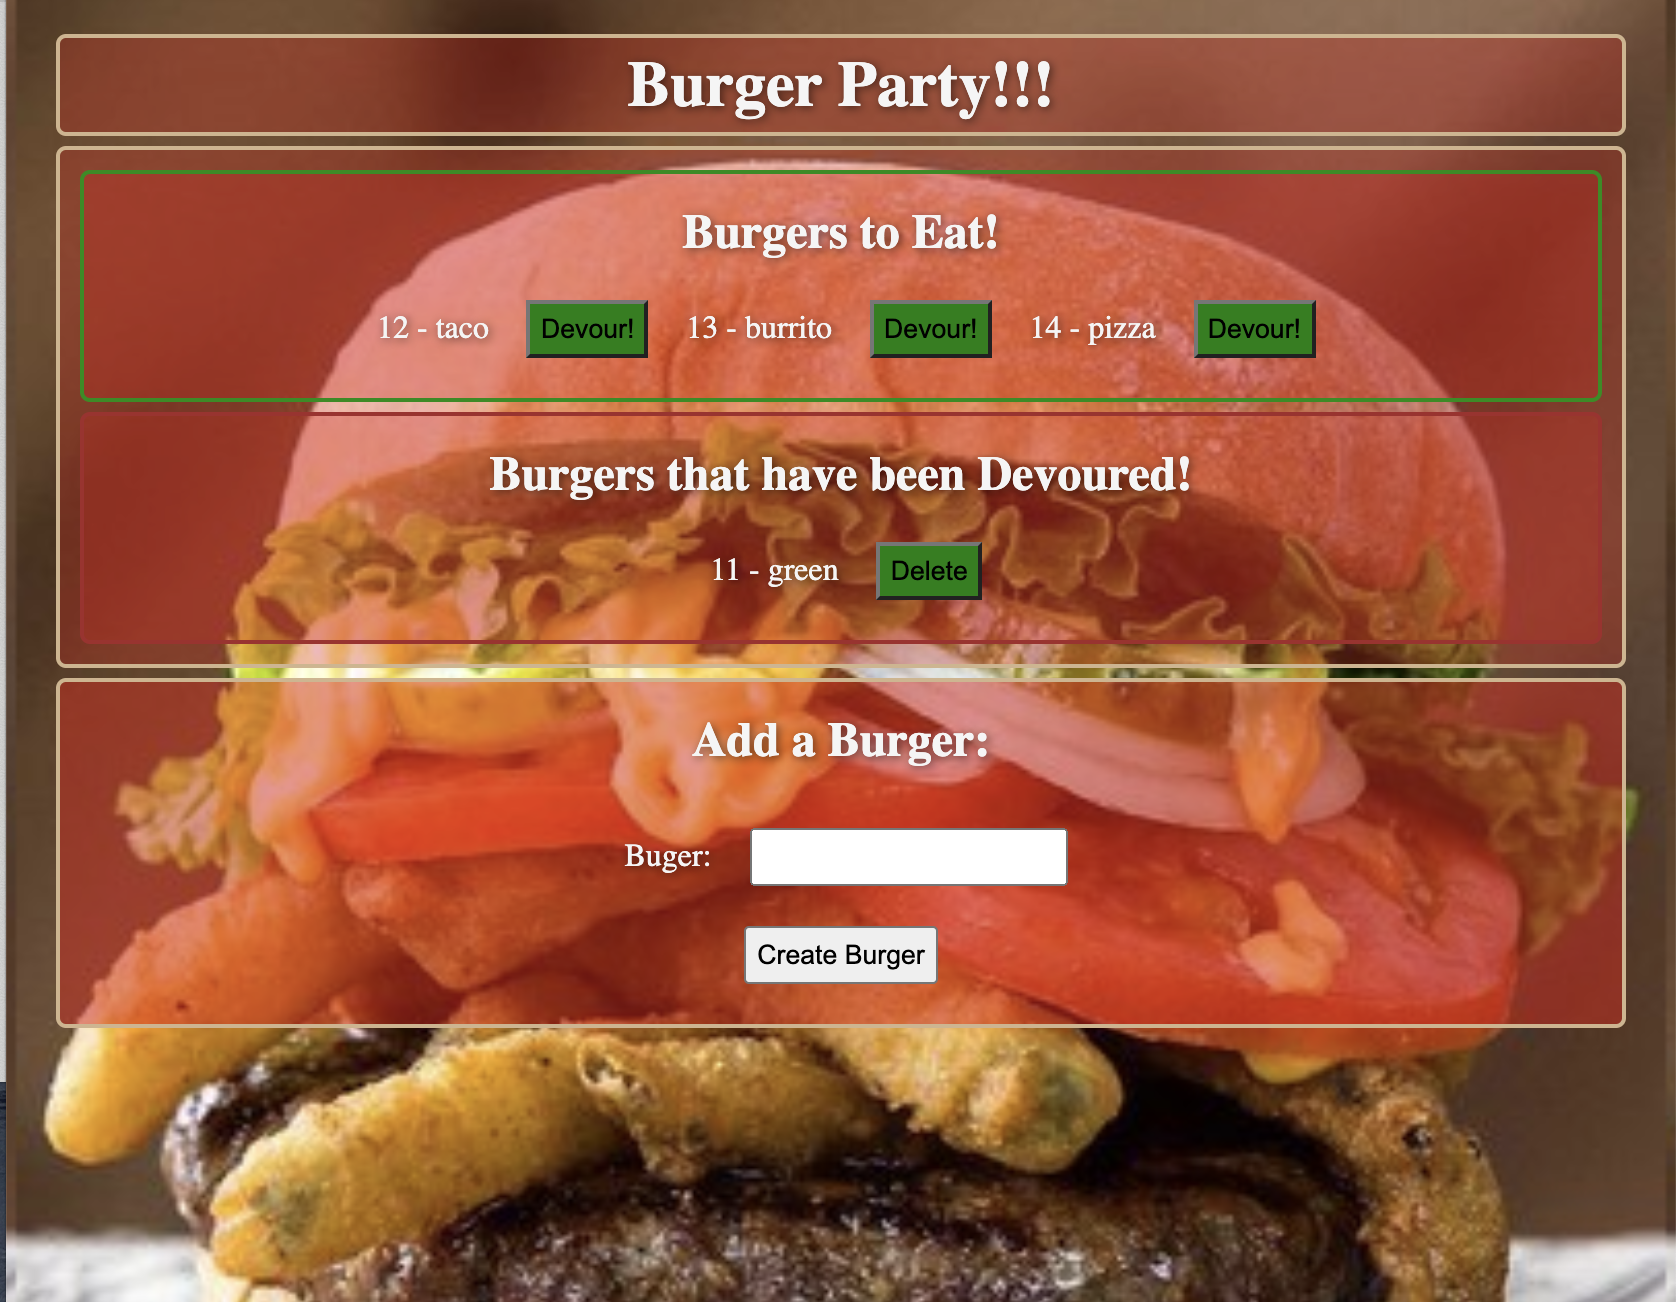 Burger Party!!!
Burgers to Eat!
12 - taco Devour! 13 - burrito Devour! 14 - pizza Devour!
Burgers that have been Devoured!
11 - green Delete
Add a Burger:
Buger:
Create Burger